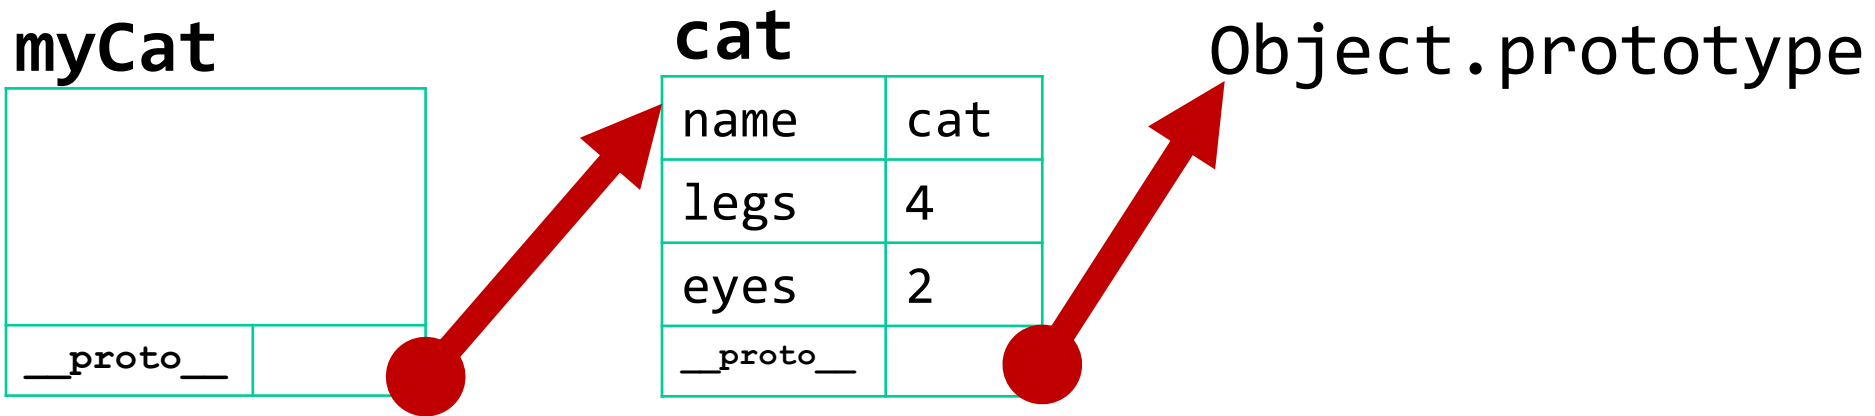 myCat
__proto__
cat
name cat
legs 4
eyes 2
__proto__
Object.prototype